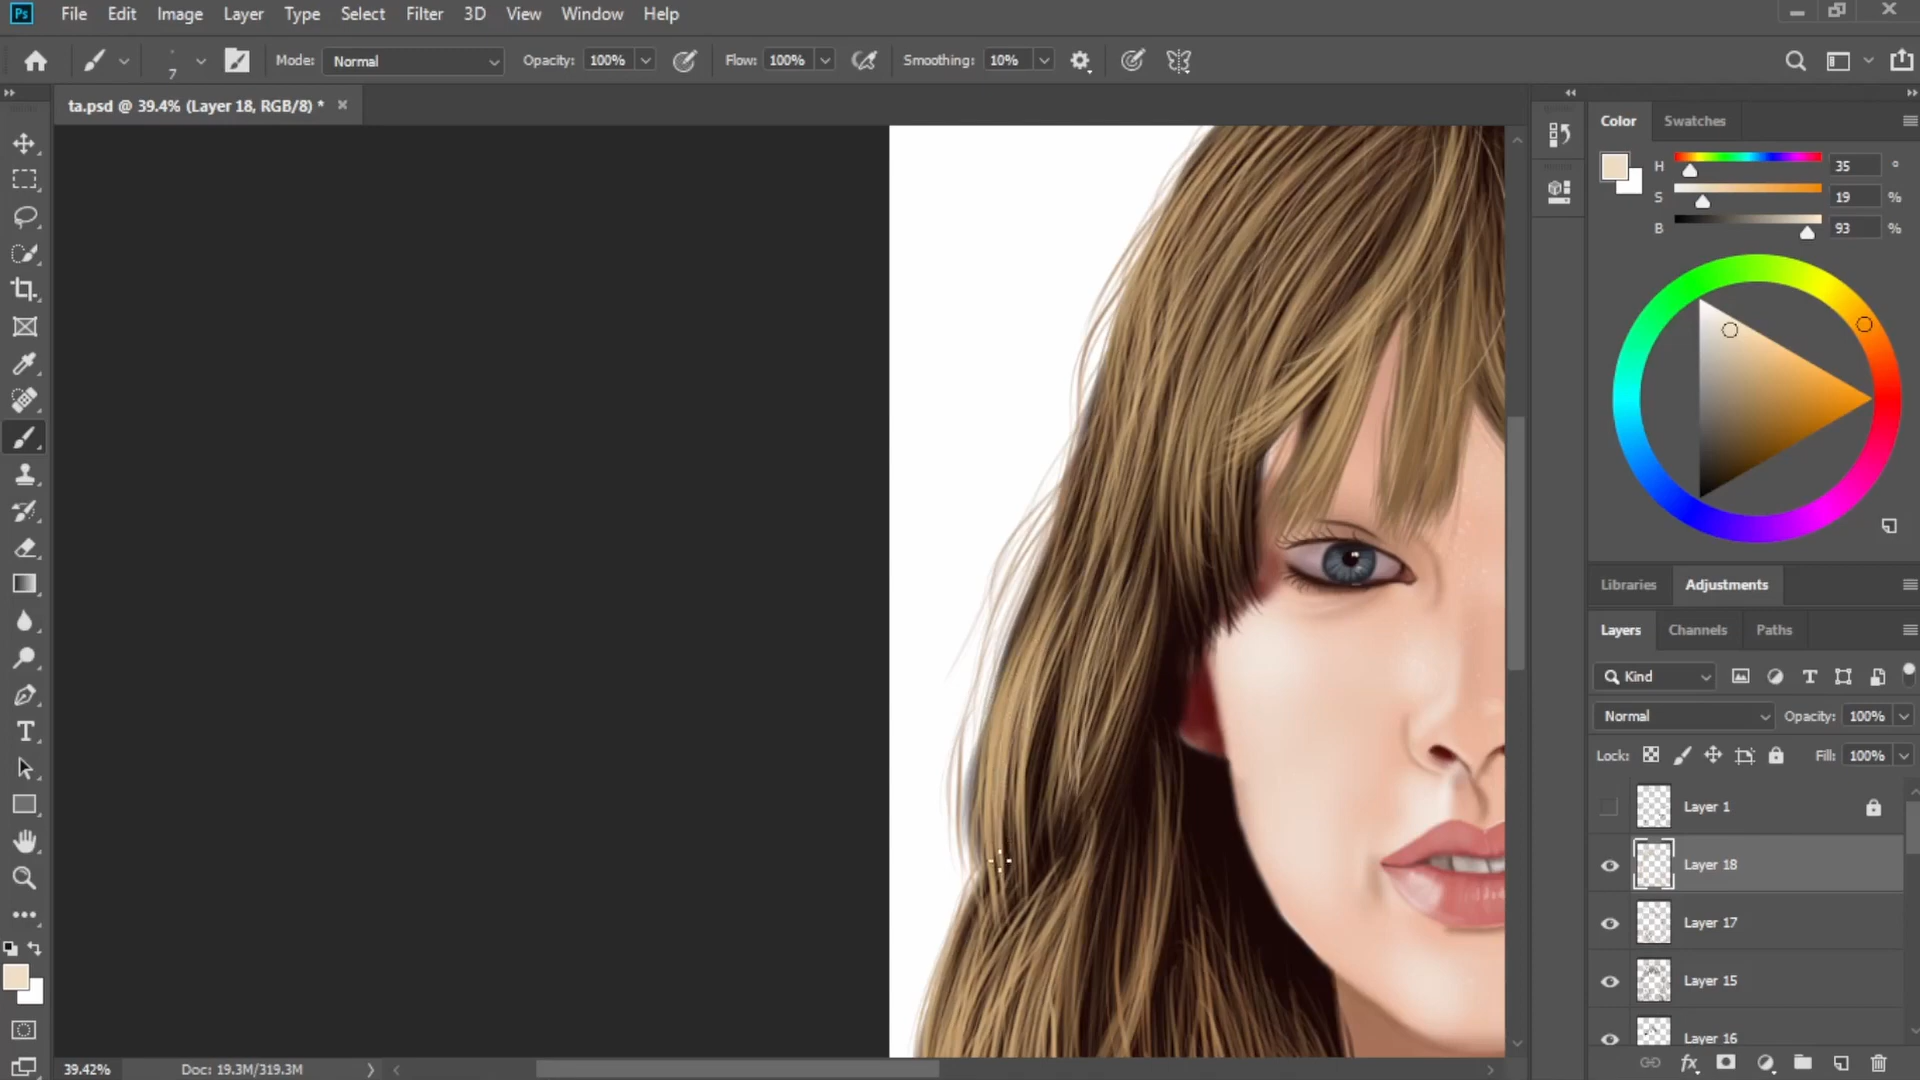 Ps File Edit Image Layer Type Select Filter 3D View Window Help
7 Mode: Normal Opacity: 100% Flow: 100% Smoothing: 10%
ta.psd @ 39.4% (Layer 18, RGB/8) *
Color Swatches
H 35 °
S 19 %
B 93 %
Libraries Adjustments
Layers Channels Paths
Kind
Normal Opacity: 100%
Lock: Fill: 100%
Layer 1
Layer 18
Layer 17
Layer 15
Layer 16
39.42% Doc: 19.3M/319.3M